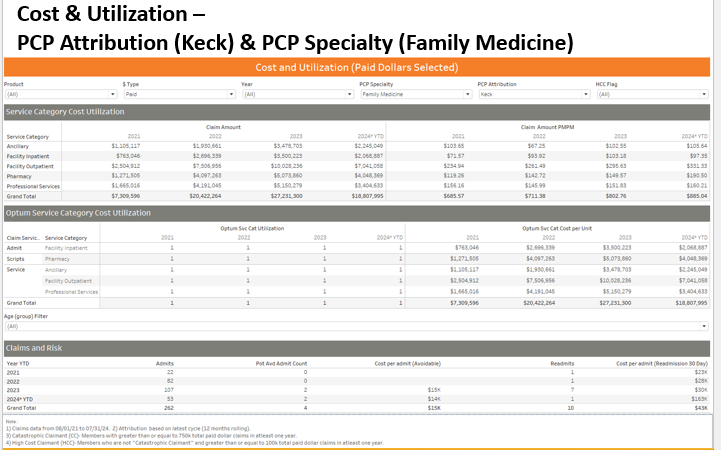 Cost & Utilization –
PCP Attribution (Keck) & PCP Specialty (Family Medicine)
Cost and Utilization (Paid Dollars Selected)
Product $ Type Year PCP Specialty PCP Attribution HCC Flag
(All) Paid (All) Family Medicine Keck (All)
Service Category Cost Utilization
Claim Amount Claim Amount PMPM
Service Category 2021 2022 2023 2024* YTD 2021 2022 2023 2024* YTD
Ancillary $1,105,117 $1,930,661 $3,478,703 $2,245,049 $103.65 $67.25 $102.55 $105.64
Facility Inpatient $763,046 $2,696,339 $3,500,223 $2,068,887 $71.57 $93.92 $103.18 $97.35
Facility Outpatient $2,504,912 $7,506,956 $10,028,236 $7,041,058 $234.94 $261.49 $295.63 $331.33
Pharmacy $1,271,505 $4,097,263 $5,073,860 $4,048,369 $119.26 $142.72 $149.57 $190.50
Professional Services $1,665,016 $4,191,045 $5,150,279 $3,404,633 $156.16 $145.99 $151.83 $160.21
Grand Total $7,309,596 $20,422,264 $27,231,300 $18,807,995 $685.57 $711.38 $802.76 $885.04
Optum Service Category Cost Utilization
Optum Svc Cat Utilization Optum Svc Cat Cost per Unit
Claim Servic.. Service Category 2021 2022 2023 2024* YTD 2021 2022 2023 2024* YTD
Admit Facility Inpatient 1 1 1 1 $763,046 $2,696,339 $3,500,223 $2,068,887
Scripts Pharmacy 1 1 1 1 $1,271,505 $4,097,263 $5,073,860 $4,048,369
Service Ancillary 1 1 1 1 $1,105,117 $1,930,661 $3,478,703 $2,245,049
Facility Outpatient 1 1 1 1 $2,504,912 $7,506,956 $10,028,236 $7,041,058
Professional Services 1 1 1 1 $1,665,016 $4,191,045 $5,150,279 $3,404,633
Grand Total 1 1 1 1 $7,309,596 $20,422,264 $27,231,300 $18,807,995
Age (group) Filter
(All)
Claims and Risk
Year YTD Admits Pot Avd Admit Count Cost per admit (Avoidable) Readmits Cost per admit (Readmission 30 Day)
2021 22 0 1 $23K
2022 82 0 1 $28K
2023 107 2 $15K 7 $30K
2024* YTD 53 2 $14K 1 $163K
Grand Total 262 4 $15K 10 $43K
Note:
1) Claims data from 08/01/21 to 07/31/24. 2) Attribution based on latest cycle (12 months rolling).
3) Catastrophic Claimant (CC)- Members with greater than or equal to 750k total paid dollar claims in atleast one year.
4) High Cost Claimant (HCC)- Members who are not "Catastrophic Claimant" and greater than or equal to 100k total paid dollar claims in atleast one year.